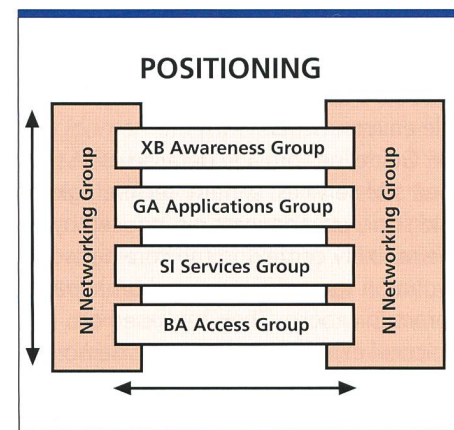 POSITIONING
NI Networking Group
XB Awareness Group
GA Applications Group
SI Services Group
BA Access Group
NI Networking Group